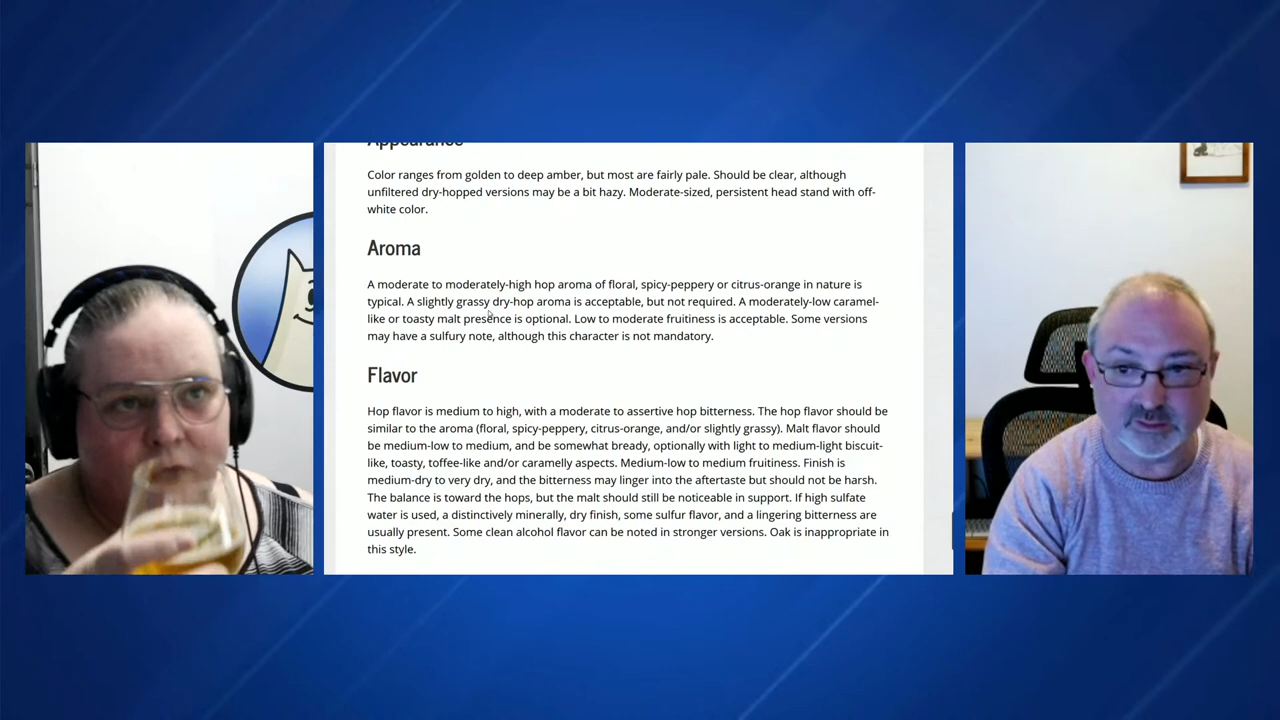 Appearance
Color ranges from golden to deep amber, but most are fairly pale. Should be clear, although
unfiltered dry-hopped versions may be a bit hazy. Moderate-sized, persistent head stand with off-
white color.
Aroma
A moderate to moderately-high hop aroma of floral, spicy-peppery or citrus-orange in nature is
typical. A slightly grassy dry-hop aroma is acceptable, but not required. A moderately-low caramel-
like or toasty malt presence is optional. Low to moderate fruitiness is acceptable. Some versions
may have a sulfury note, although this character is not mandatory.
Flavor
Hop flavor is medium to high, with a moderate to assertive hop bitterness. The hop flavor should be
similar to the aroma (floral, spicy-peppery, citrus-orange, and/or slightly grassy). Malt flavor should
be medium-low to medium, and be somewhat bready, optionally with light to medium-light biscuit-
like, toasty, toffee-like and/or caramelly aspects. Medium-low to medium fruitiness. Finish is
medium-dry to very dry, and the bitterness may linger into the aftertaste but should not be harsh.
The balance is toward the hops, but the malt should still be noticeable in support. If high sulfate
water is used, a distinctively minerally, dry finish, some sulfur flavor, and a lingering bitterness are
usually present. Some clean alcohol flavor can be noted in stronger versions. Oak is inappropriate in
this style.